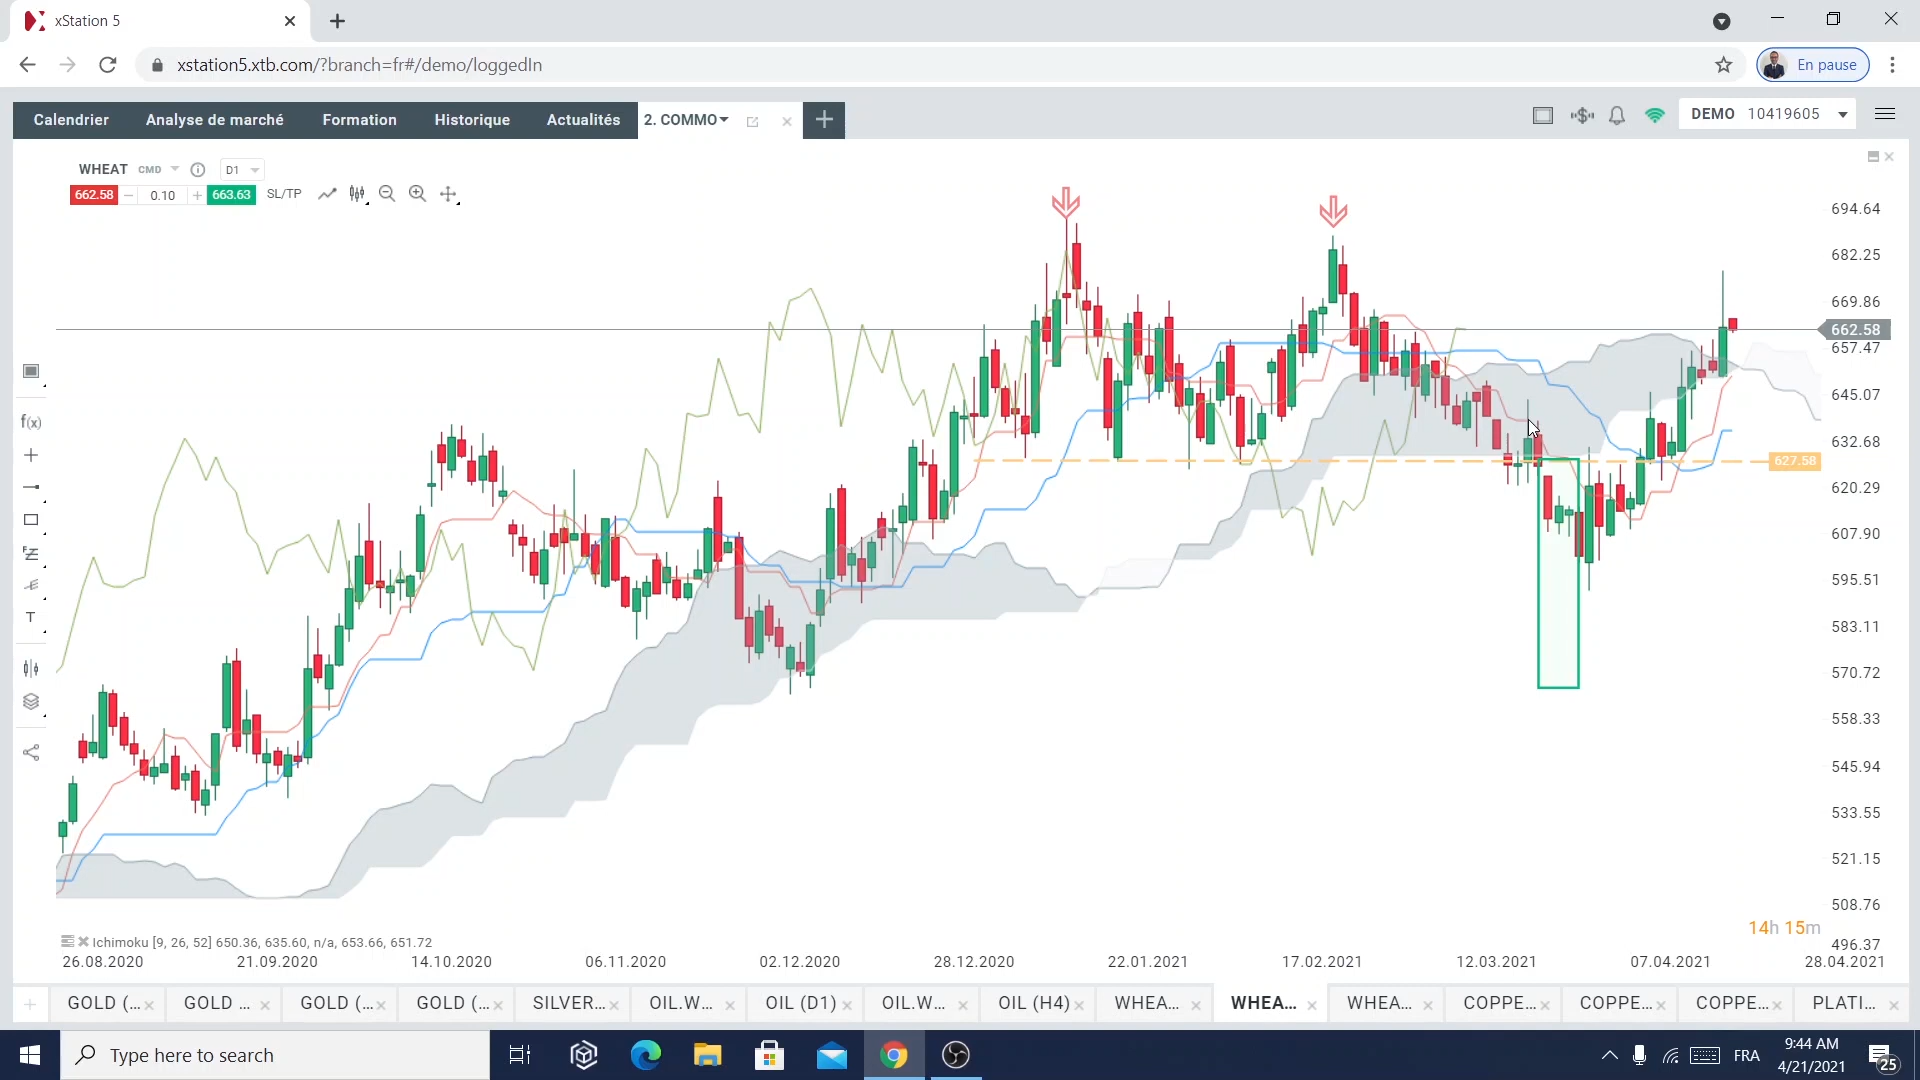 xStation 5
xstation5.xtb.com/?branch=fr#/demo/loggedIn
En pause
Calendrier
Analyse de marché
Formation
Historique
Actualités
2. COMMO
DEMO 10419605
WHEAT CMD
D1
662.58
0.10
663.63
SL/TP
694.64
682.25
669.86
662.58
657.47
645.07
632.68
627.58
620.29
607.90
595.51
583.11
570.72
558.33
545.94
533.55
521.15
508.76
496.37
f(x)
T
14h 15m
Ichimoku [9, 26, 52] 650.36, 635.60, n/a, 653.66, 651.72
26.08.2020
21.09.2020
14.10.2020
06.11.2020
02.12.2020
28.12.2020
22.01.2021
17.02.2021
12.03.2021
07.04.2021
28.04.2021
GOLD (...
GOLD ...
GOLD (...
GOLD (...
SILVER...
OIL.W...
OIL (D1)
OIL.W...
OIL (H4)
WHEA...
WHEA...
WHEA...
COPPE...
COPPE...
COPPE...
PLATI...
Type here to search
FRA
9:44 AM
4/21/2021
25